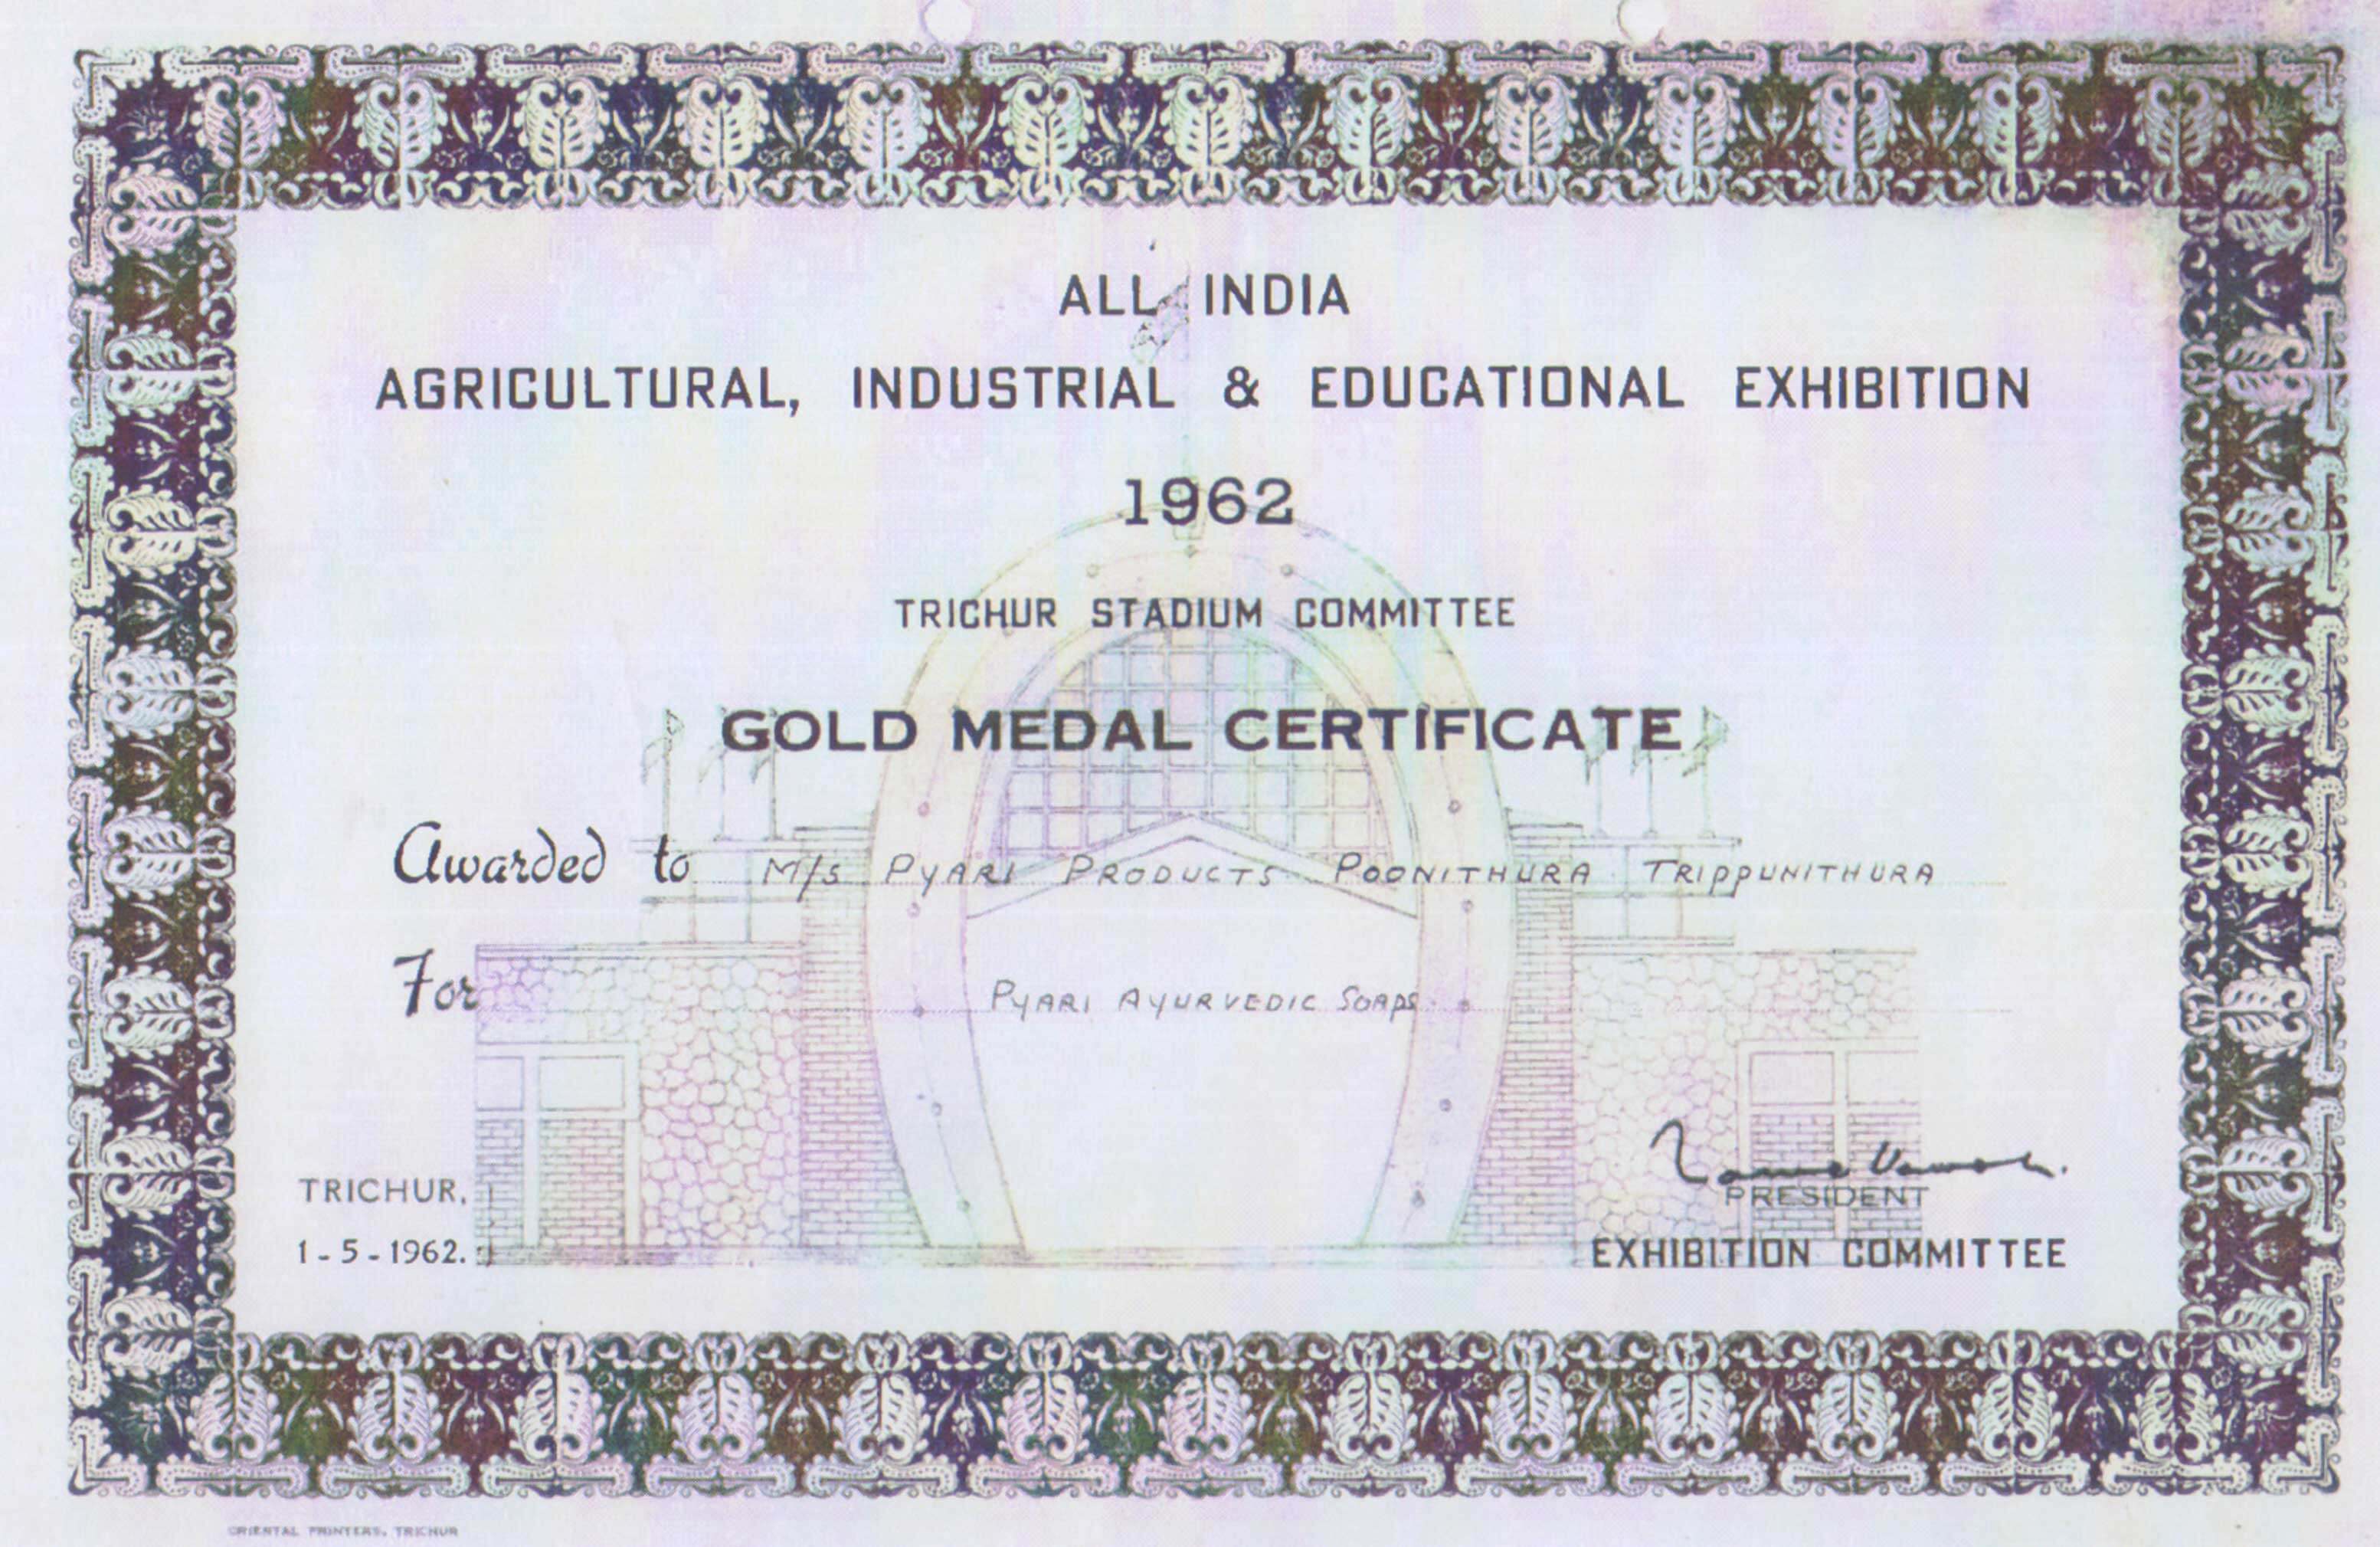 ALL INDIA
AGRICULTURAL, INDUSTRIAL & EDUCATIONAL EXHIBITION
1962
TRICHUR STADIUM COMMITTEE
GOLD MEDAL CERTIFICATE
Awarded to M/s PYARI PRODUCTS POONITHURA TRIPPUNITHURA
For PYARI AYURVEDIC SOAPS
TRICHUR,
1-5-1962.
PRESIDENT
EXHIBITION COMMITTEE
ORIENTAL PRINTERS, TRICHUR